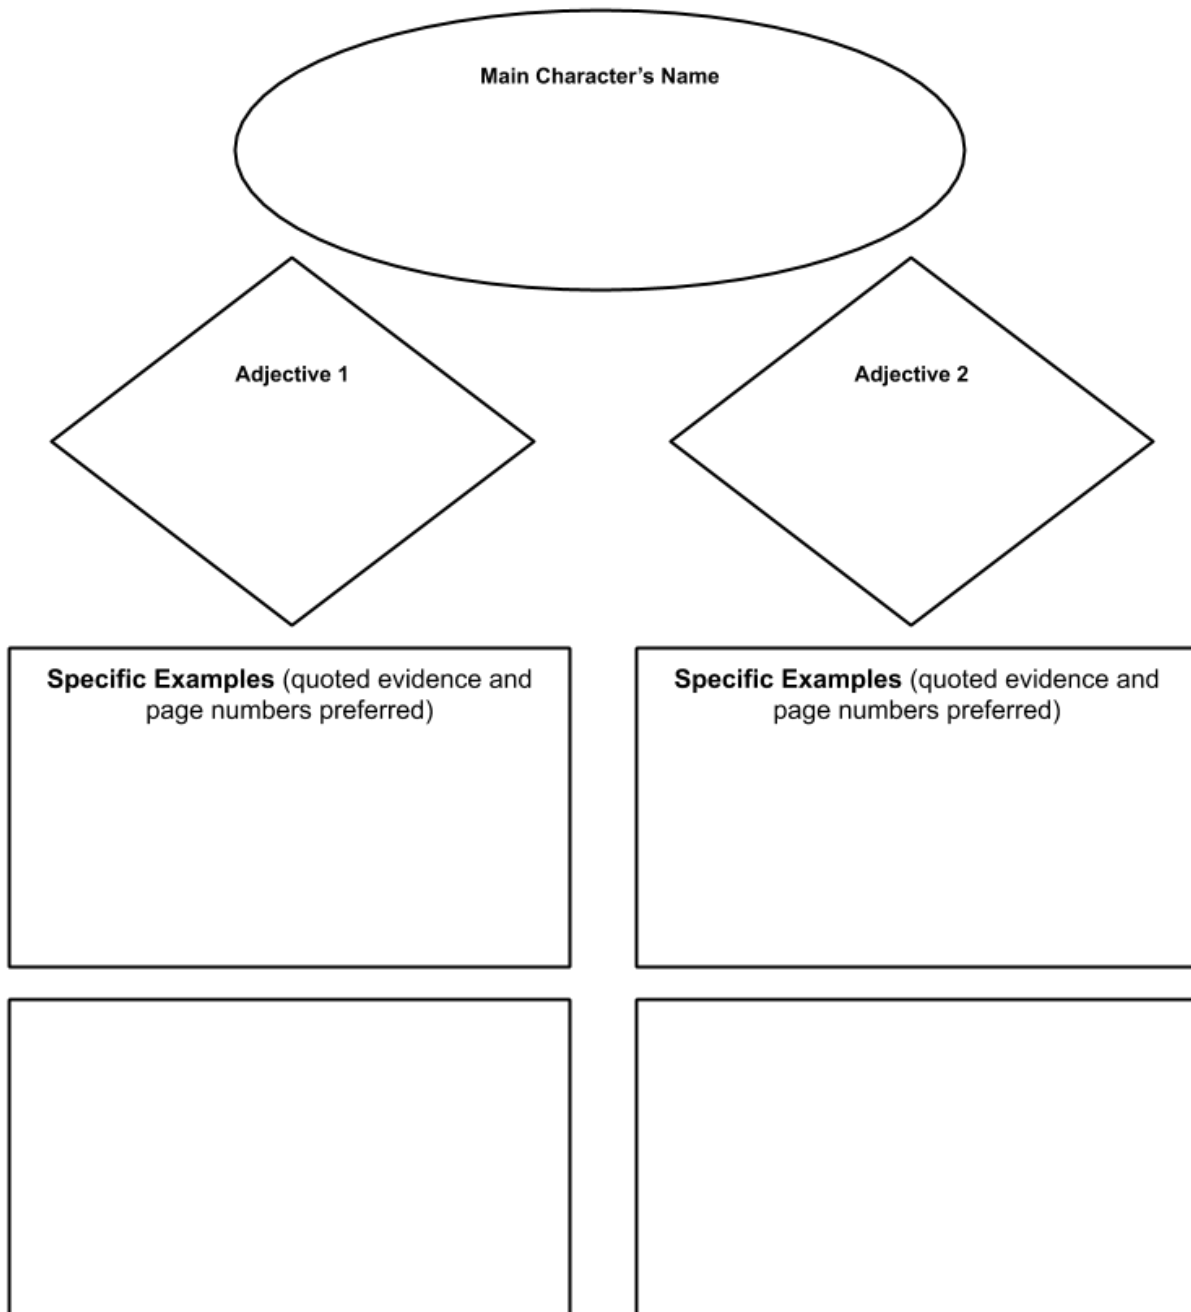 Main Character’s Name
Adjective 1
Adjective 2
Specific Examples (quoted evidence and
page numbers preferred)
Specific Examples (quoted evidence and
page numbers preferred)